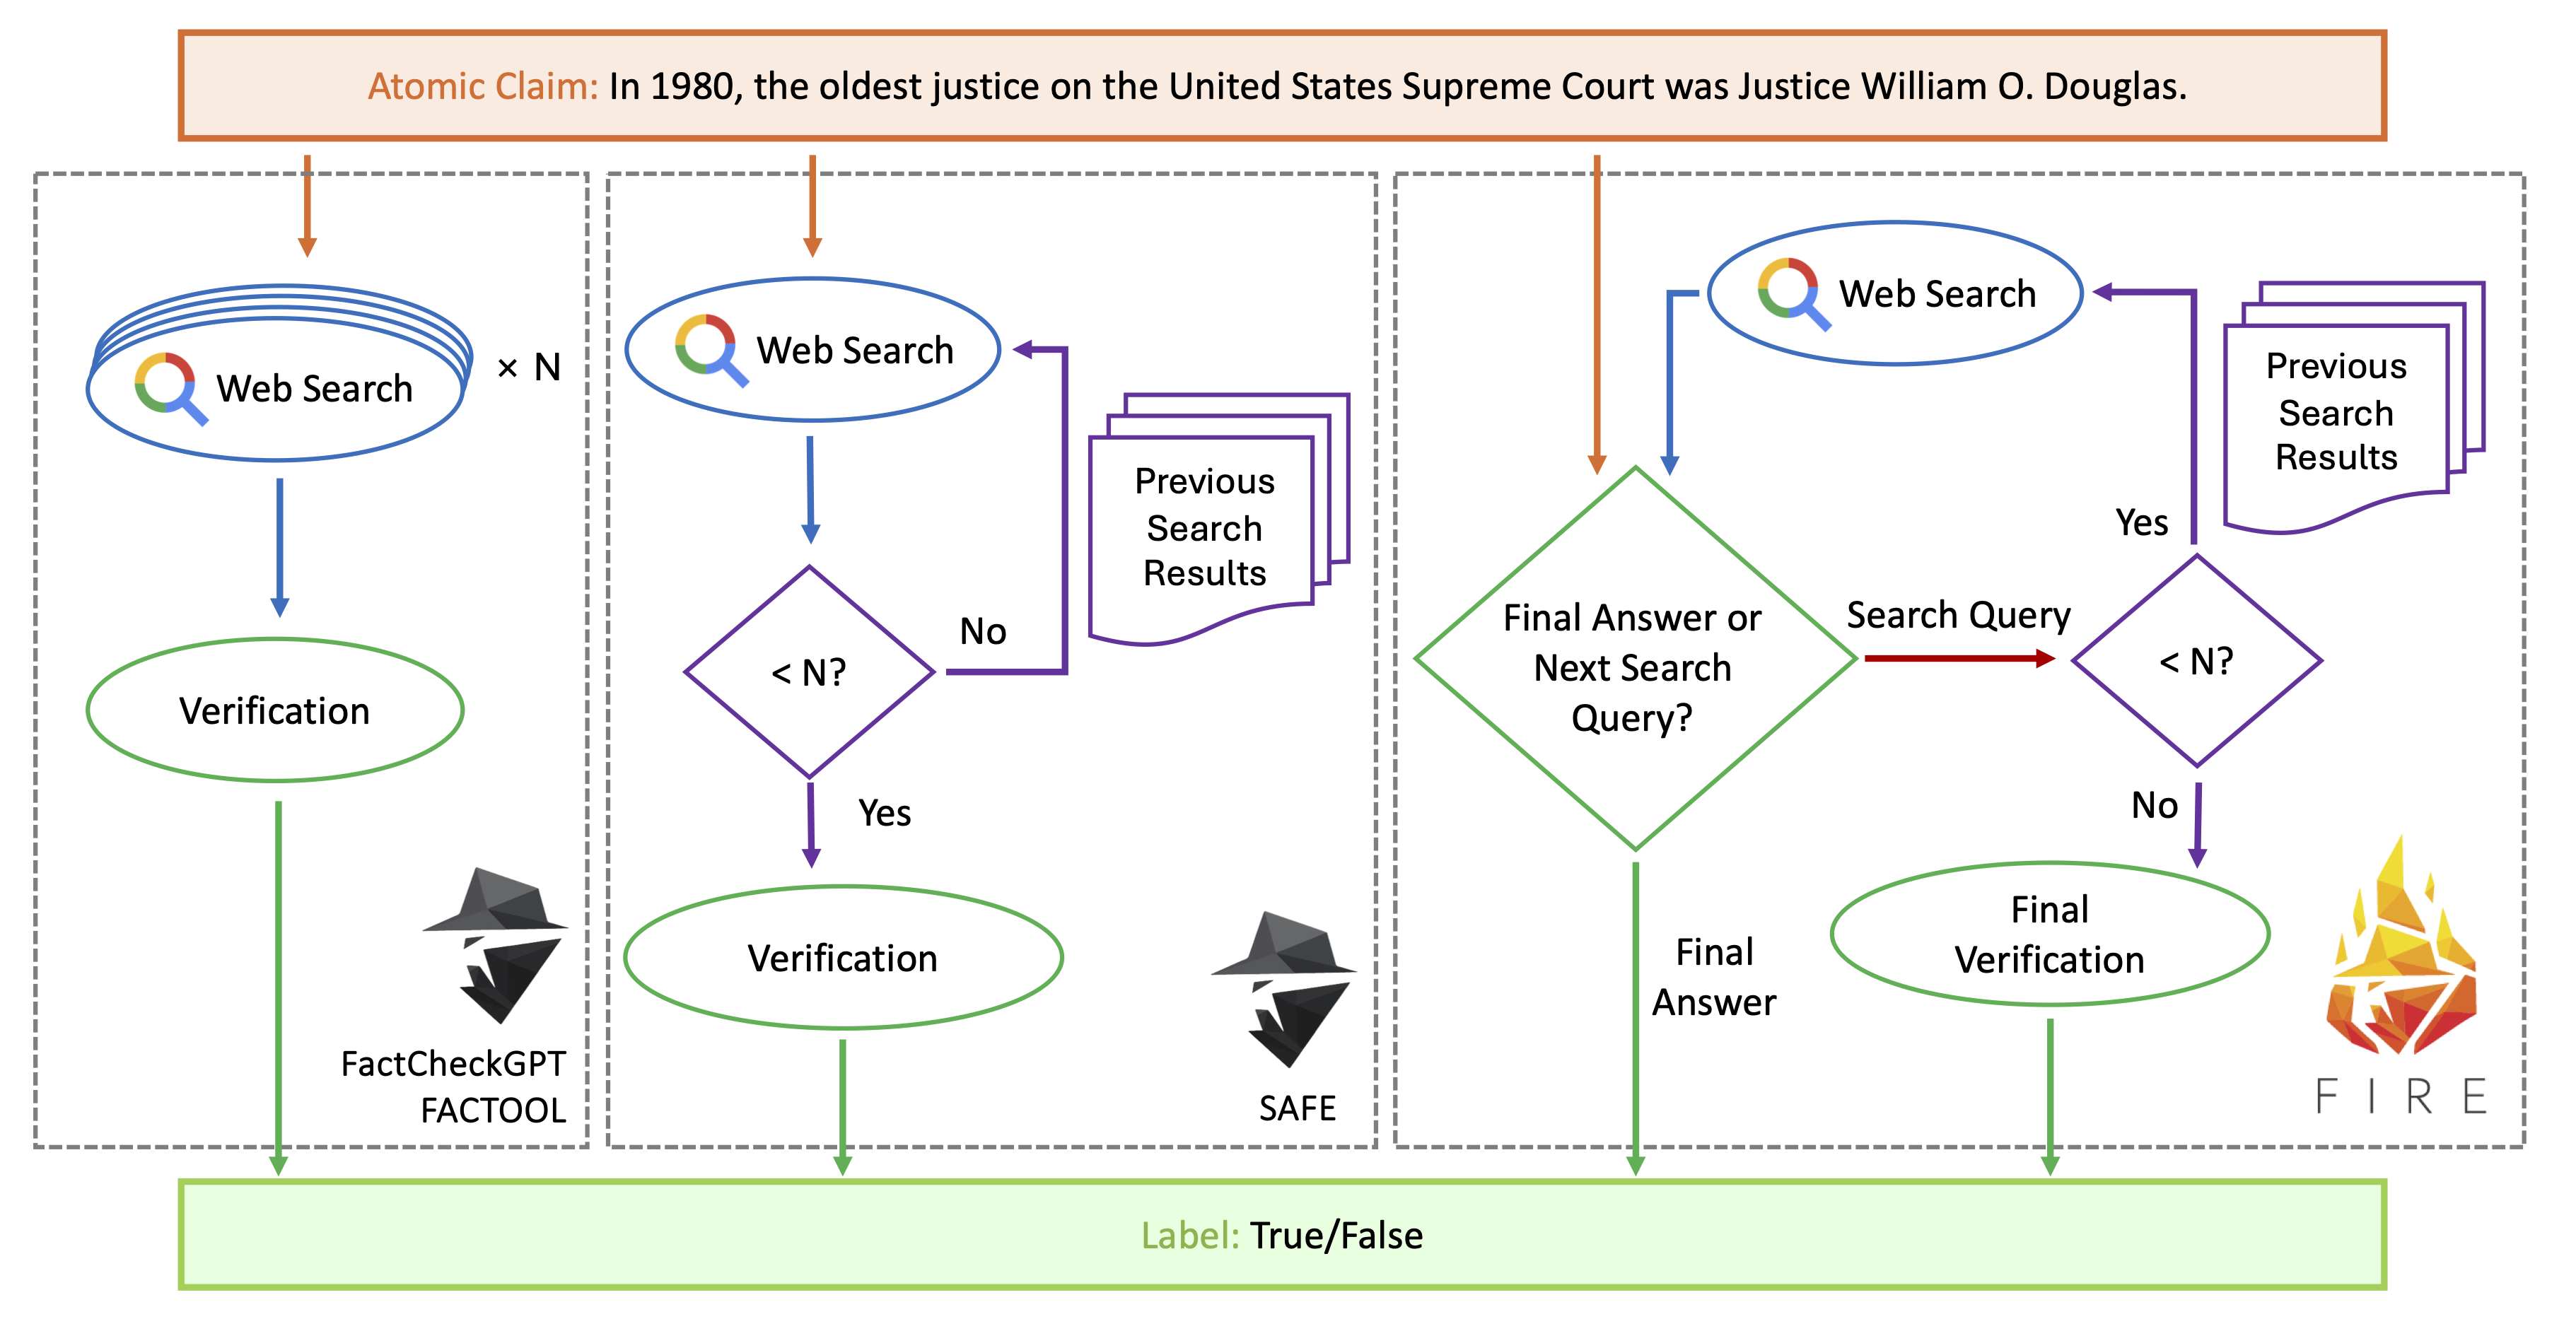 Atomic Claim: In 1980, the oldest justice on the United States Supreme Court was Justice William O. Douglas.
Web Search
× N
Verification
FactCheckGPT
FACTOOL
Web Search
Previous
Search
Results
No
< N?
Yes
Verification
SAFE
Web Search
Previous
Search
Results
Yes
Final Answer or
Next Search
Query?
Search Query
< N?
No
Final
Answer
Final
Verification
FIRE
Label: True/False